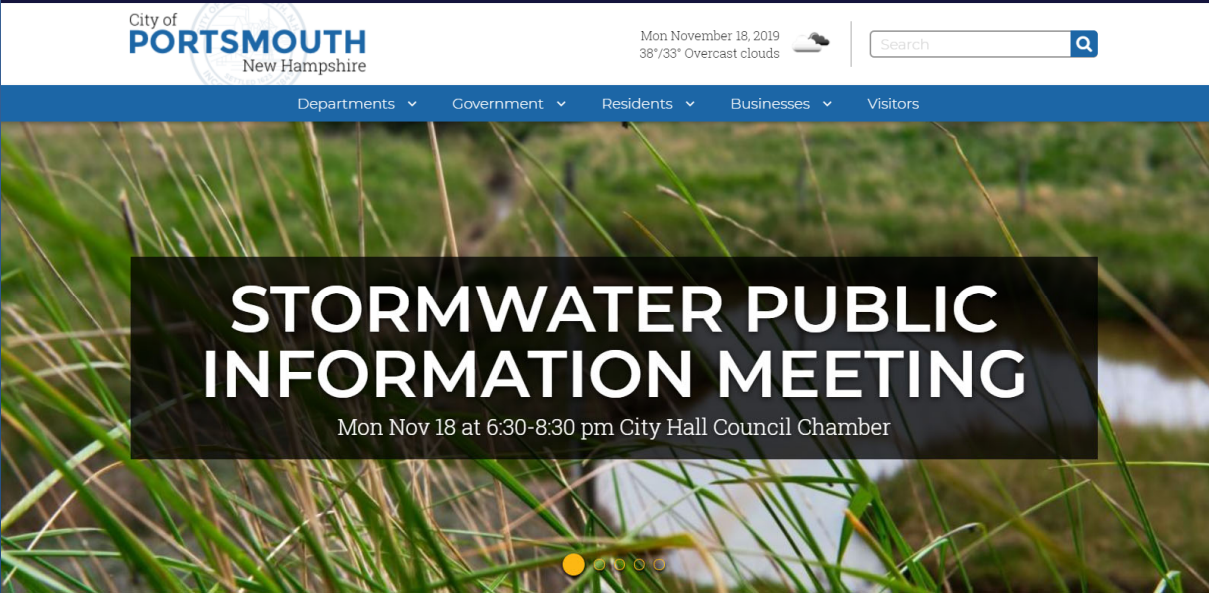 City of
PORTSMOUTH
New Hampshire
Mon November 18, 2019
38°/33° Overcast clouds
Search
Departments
Government
Residents
Businesses
Visitors
STORMWATER PUBLIC
INFORMATION MEETING
Mon Nov 18 at 6:30-8:30 pm City Hall Council Chamber